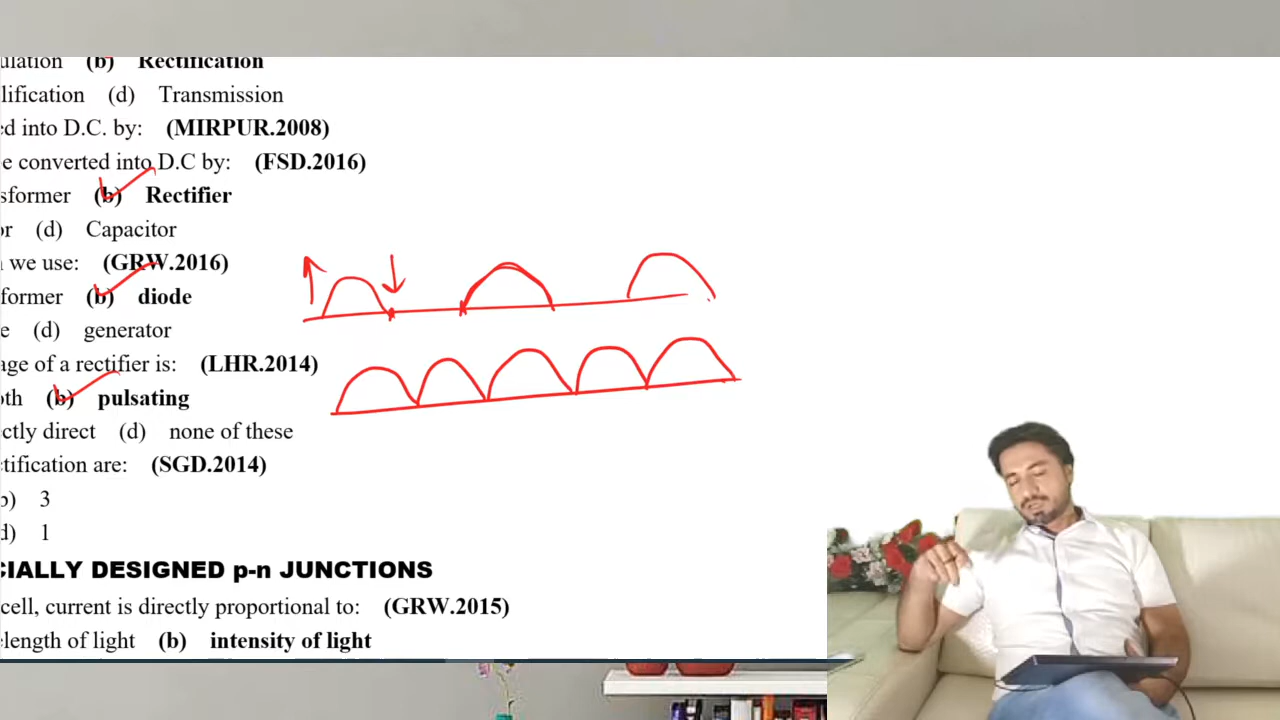 ulation (b) Rectification
lification (d) Transmission
ed into D.C. by: (MIRPUR.2008)
e converted into D.C by: (FSD.2016)
sformer (b) Rectifier
or (d) Capacitor
n we use: (GRW.2016)
former (b) diode
e (d) generator
age of a rectifier is: (LHR.2014)
oth (b) pulsating
ctly direct (d) none of these
ctification are: (SGD.2014)
b) 3
d) 1
CIALLY DESIGNED p-n JUNCTIONS
cell, current is directly proportional to: (GRW.2015)
elength of light (b) intensity of light